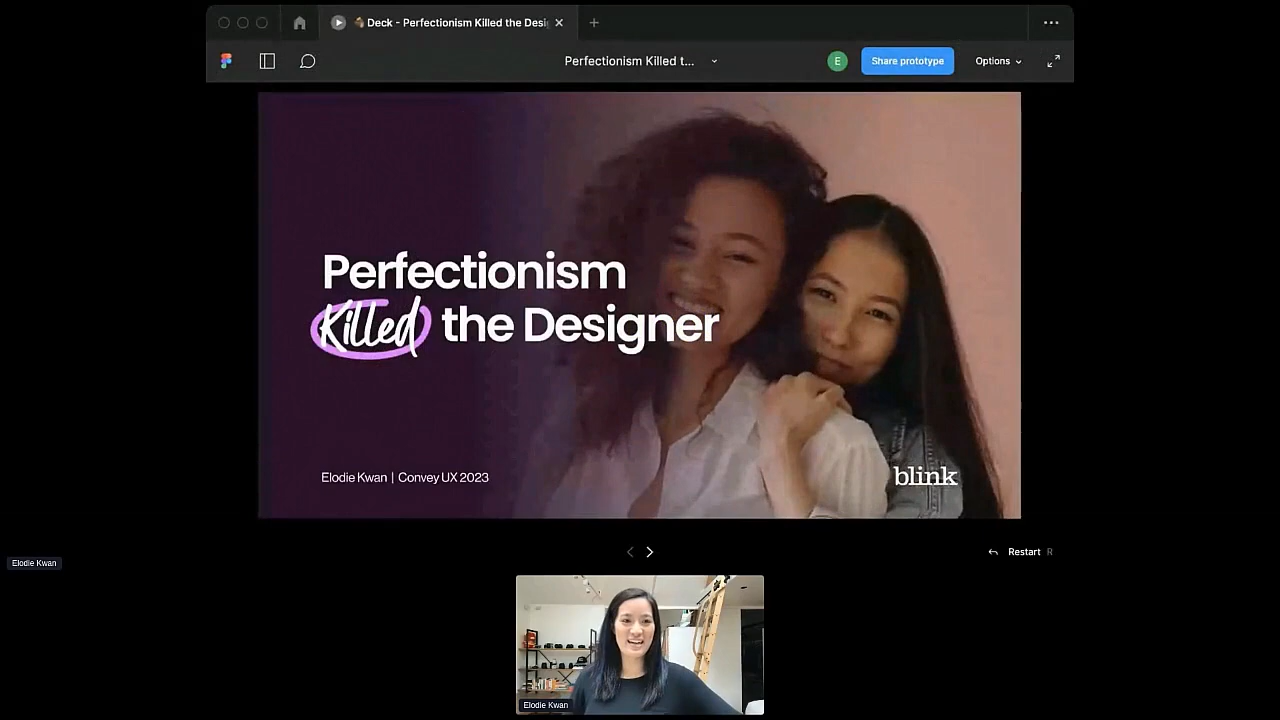 Deck - Perfectionism Killed the Desi
Perfectionism Killed t...
E
Share prototype
Options
Perfectionism
Killed the Designer
Elodie Kwan | Convey UX 2023
blink
Restart R
Elodie Kwan
Elodie Kwan